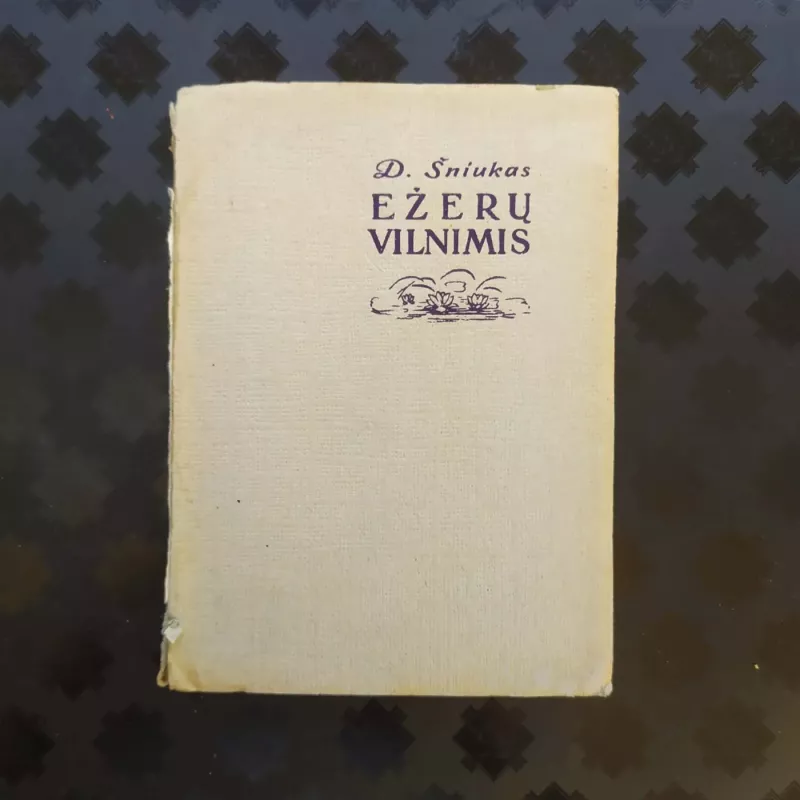 D. Šniukas
EŽERŲ
VILNIMIS